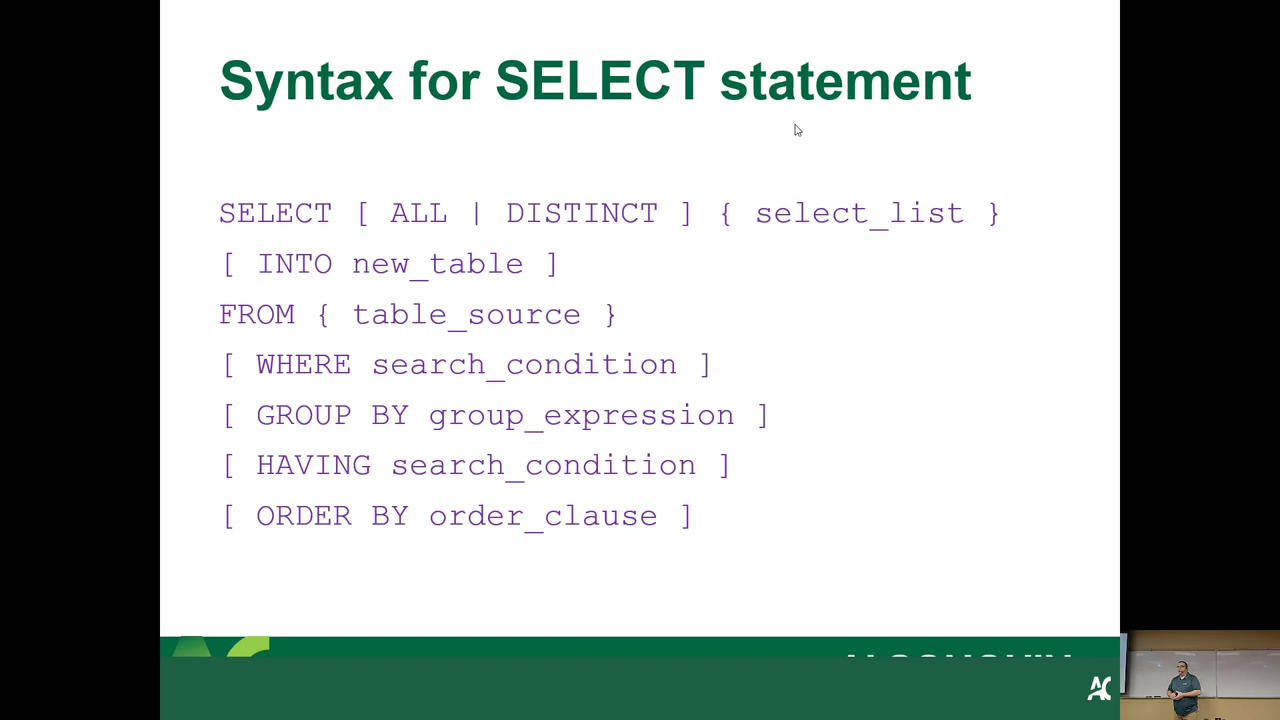 Syntax for SELECT statement
SELECT [ ALL | DISTINCT ] { select_list }
[ INTO new_table ]
FROM { table_source }
[ WHERE search_condition ]
[ GROUP BY group_expression ]
[ HAVING search_condition ]
[ ORDER BY order_clause ]
AC